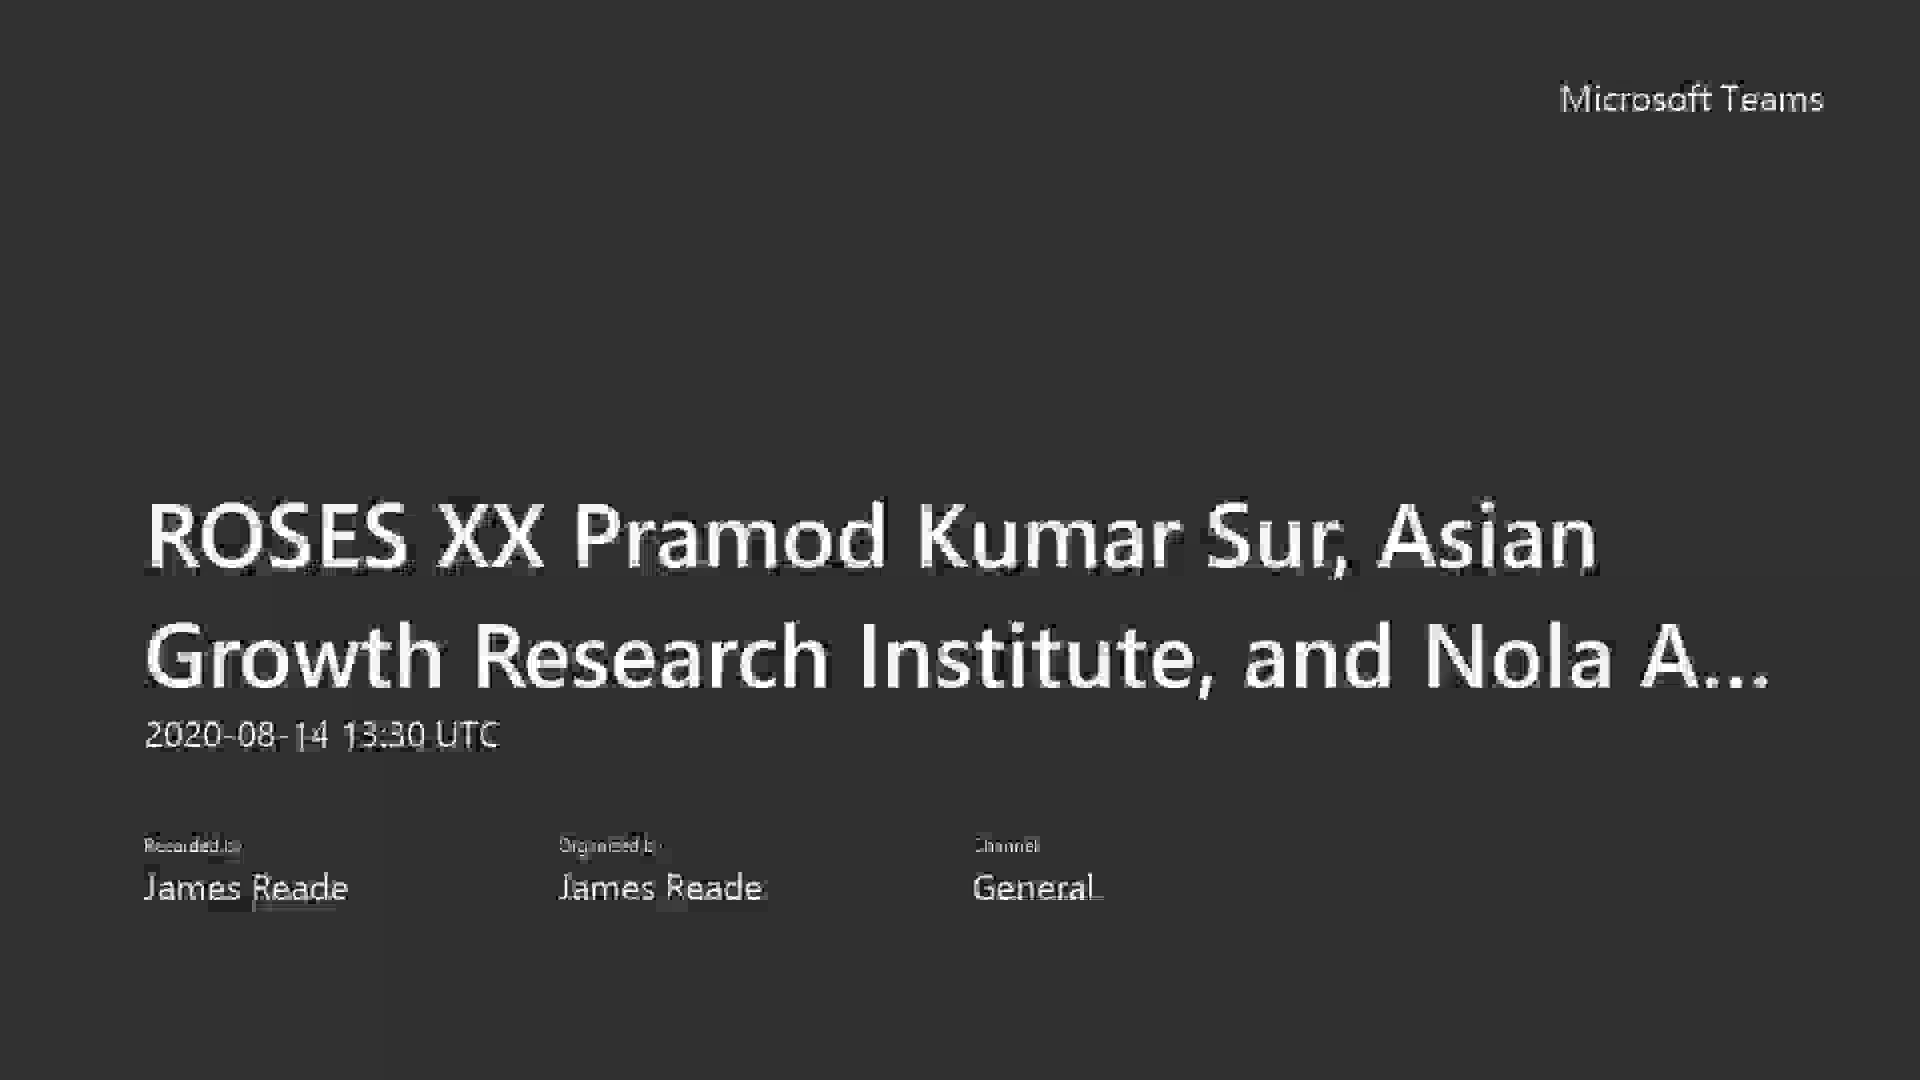 Microsoft Teams
ROSES XX Pramod Kumar Sur, Asian
Growth Research Institute, and Nola A...
2020-08-14 13:30 UTC
Recorded by Organized by Channel
James Reade James Reade General